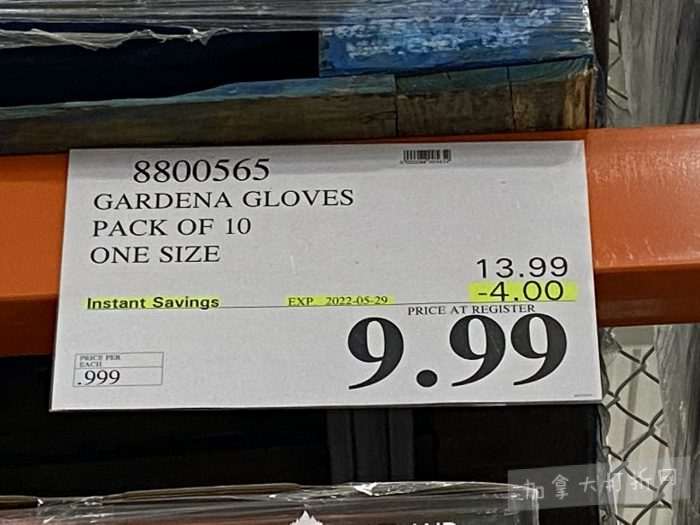 8800565
GARDENA GLOVES
PACK OF 10
ONE SIZE
13.99
Instant Savings EXP 2022-05-29 -4.00
PRICE AT REGISTER
9.99
PRICE PER
EACH
.999
加拿大打折网